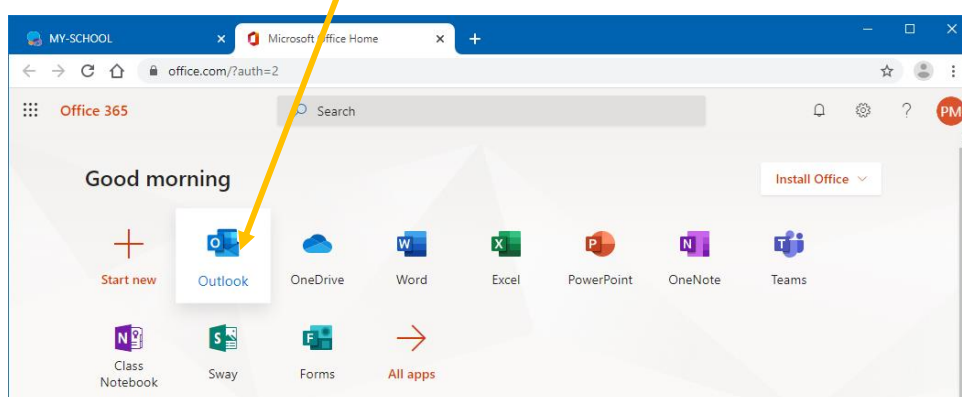 MY-SCHOOL
Microsoft Office Home
office.com/?auth=2
Office 365
Search
?
PM
Good morning
Install Office
Start new
Outlook
OneDrive
Word
Excel
PowerPoint
OneNote
Teams
Class
Notebook
Sway
Forms
All apps